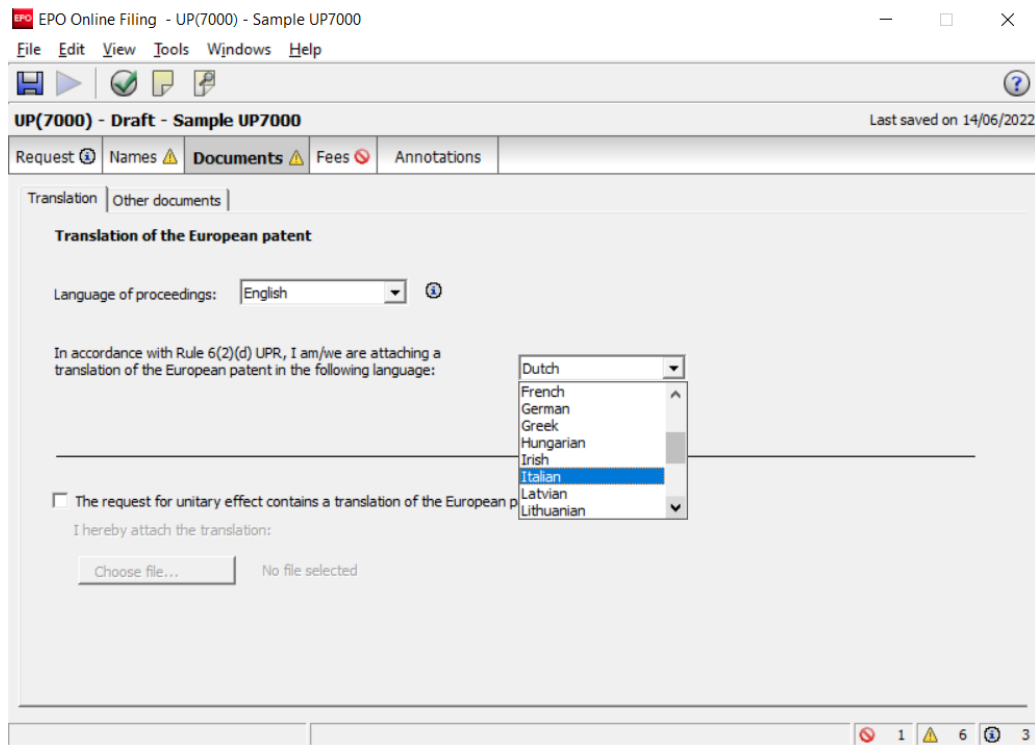 EPO EPO Online Filing - UP(7000) - Sample UP7000
File Edit View Tools Windows Help
UP(7000) - Draft - Sample UP7000 Last saved on 14/06/2022
Request Names Documents Fees Annotations
Translation Other documents
Translation of the European patent
Language of proceedings: English
In accordance with Rule 6(2)(d) UPR, I am/we are attaching a
translation of the European patent in the following language: Dutch
French
German
Greek
Hungarian
Irish
Italian
Latvian
Lithuanian
The request for unitary effect contains a translation of the European p
I hereby attach the translation:
Choose file... No file selected
1 6 3